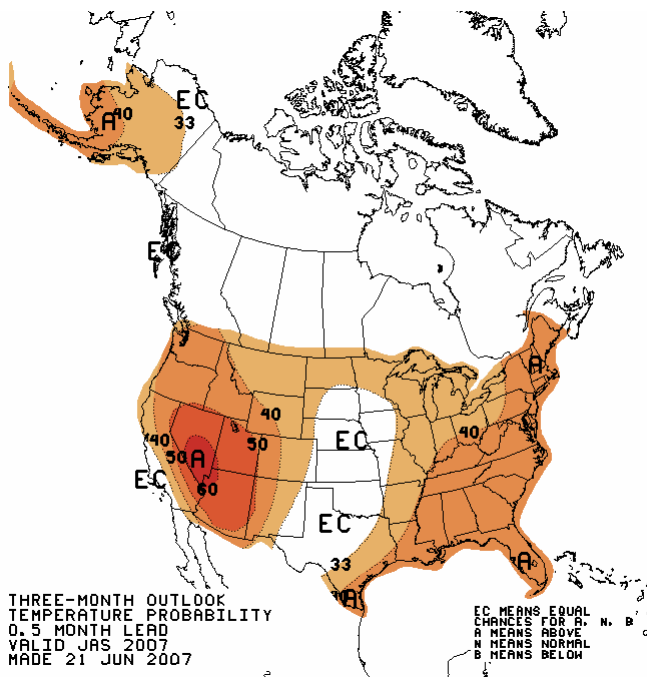 EC
A 40
33
EC
A
40
40
EC
40
50
50
A
EC
60
EC
33
A
A
THREE-MONTH OUTLOOK
TEMPERATURE PROBABILITY
0.5 MONTH LEAD
VALID JAS 2007
MADE 21 JUN 2007
EC MEANS EQUAL
CHANCES FOR A, N, B
A MEANS ABOVE
N MEANS NORMAL
B MEANS BELOW